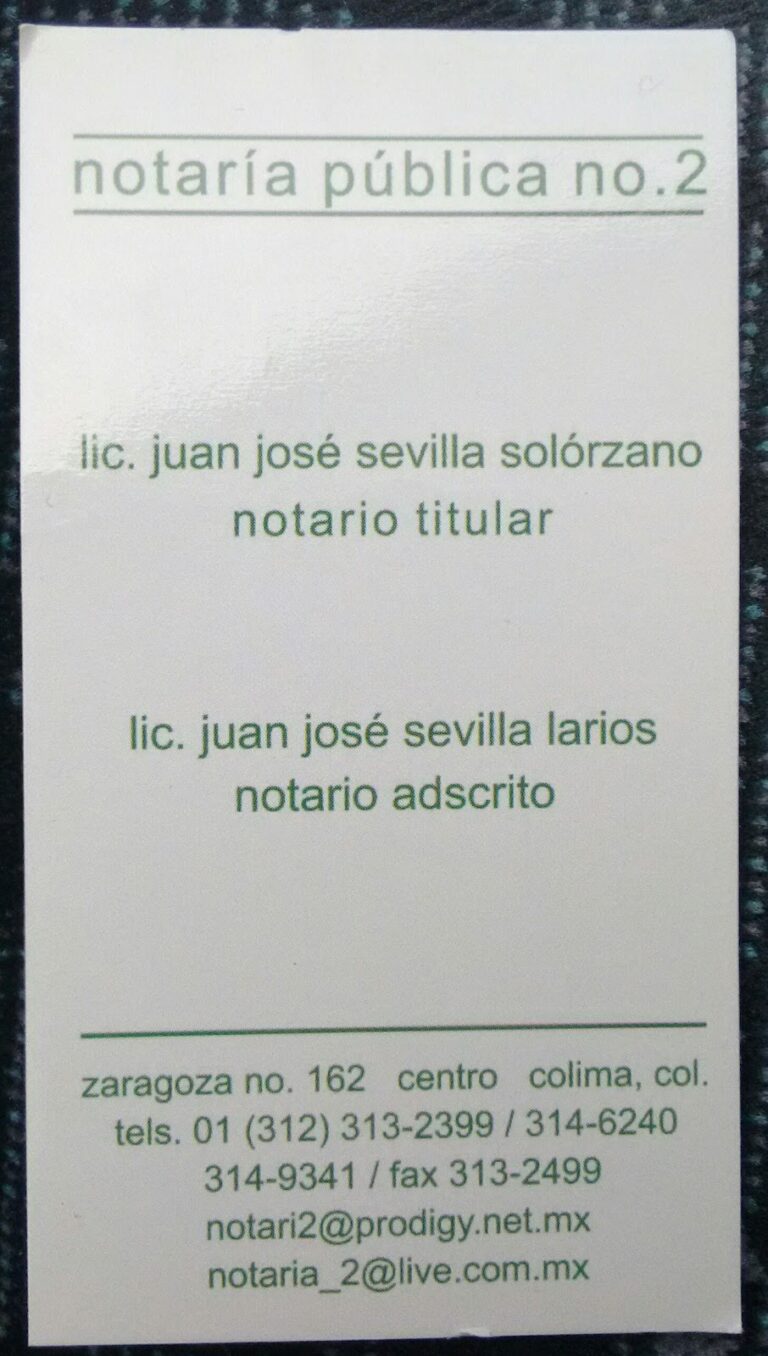 notaría pública no.2
lic. juan josé sevilla solórzano
notario titular
lic. juan josé sevilla larios
notario adscrito
zaragoza no. 162 centro colima, col.
tels. 01 (312) 313-2399 / 314-6240
314-9341 / fax 313-2499
notari2@prodigy.net.mx
notaria_2@live.com.mx